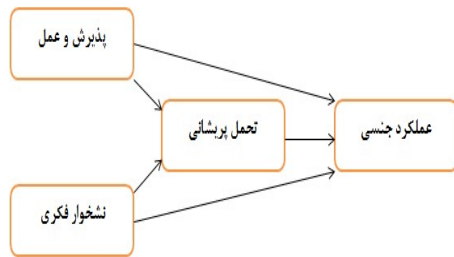 پذیرش و عمل
تحمل پریشانی
عملکرد جنسی
نشخوار فکری